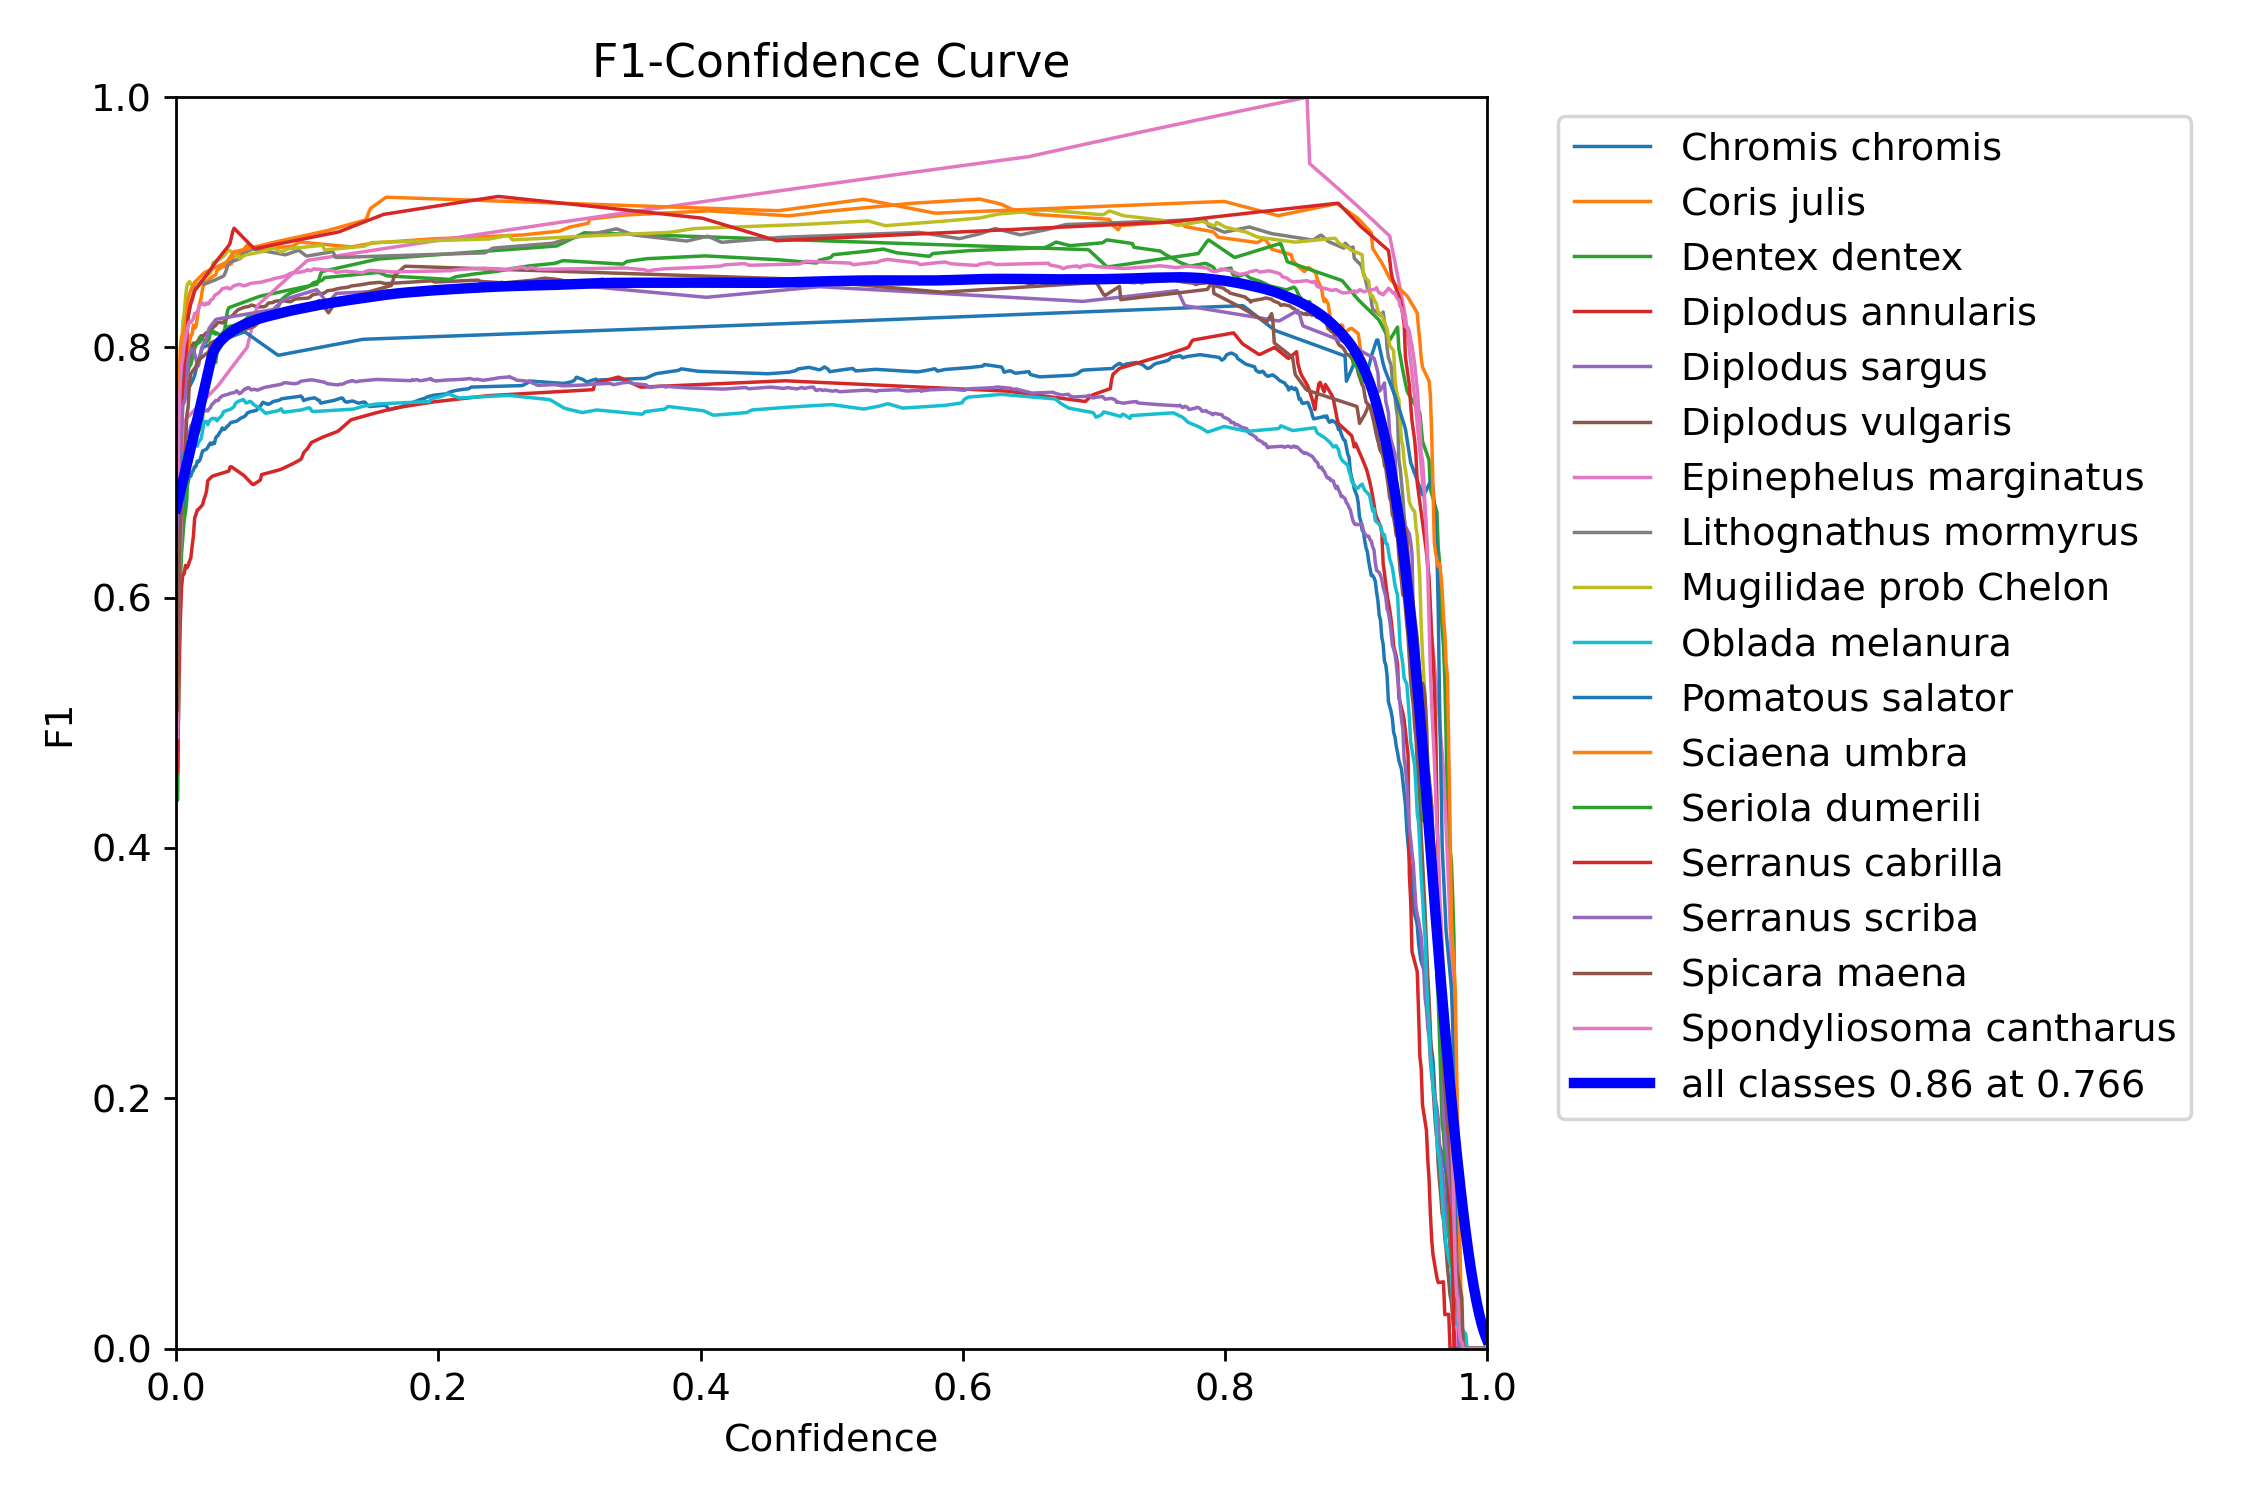 F1-Confidence Curve
1.0
0.8
0.6
0.4
0.2
0.0
F1
0.0 0.2 0.4 0.6 0.8 1.0
Confidence
Chromis chromis
Coris julis
Dentex dentex
Diplodus annularis
Diplodus sargus
Diplodus vulgaris
Epinephelus marginatus
Lithognathus mormyrus
Mugilidae prob Chelon
Oblada melanura
Pomatous salator
Sciaena umbra
Seriola dumerili
Serranus cabrilla
Serranus scriba
Spicara maena
Spondyliosoma cantharus
all classes 0.86 at 0.766